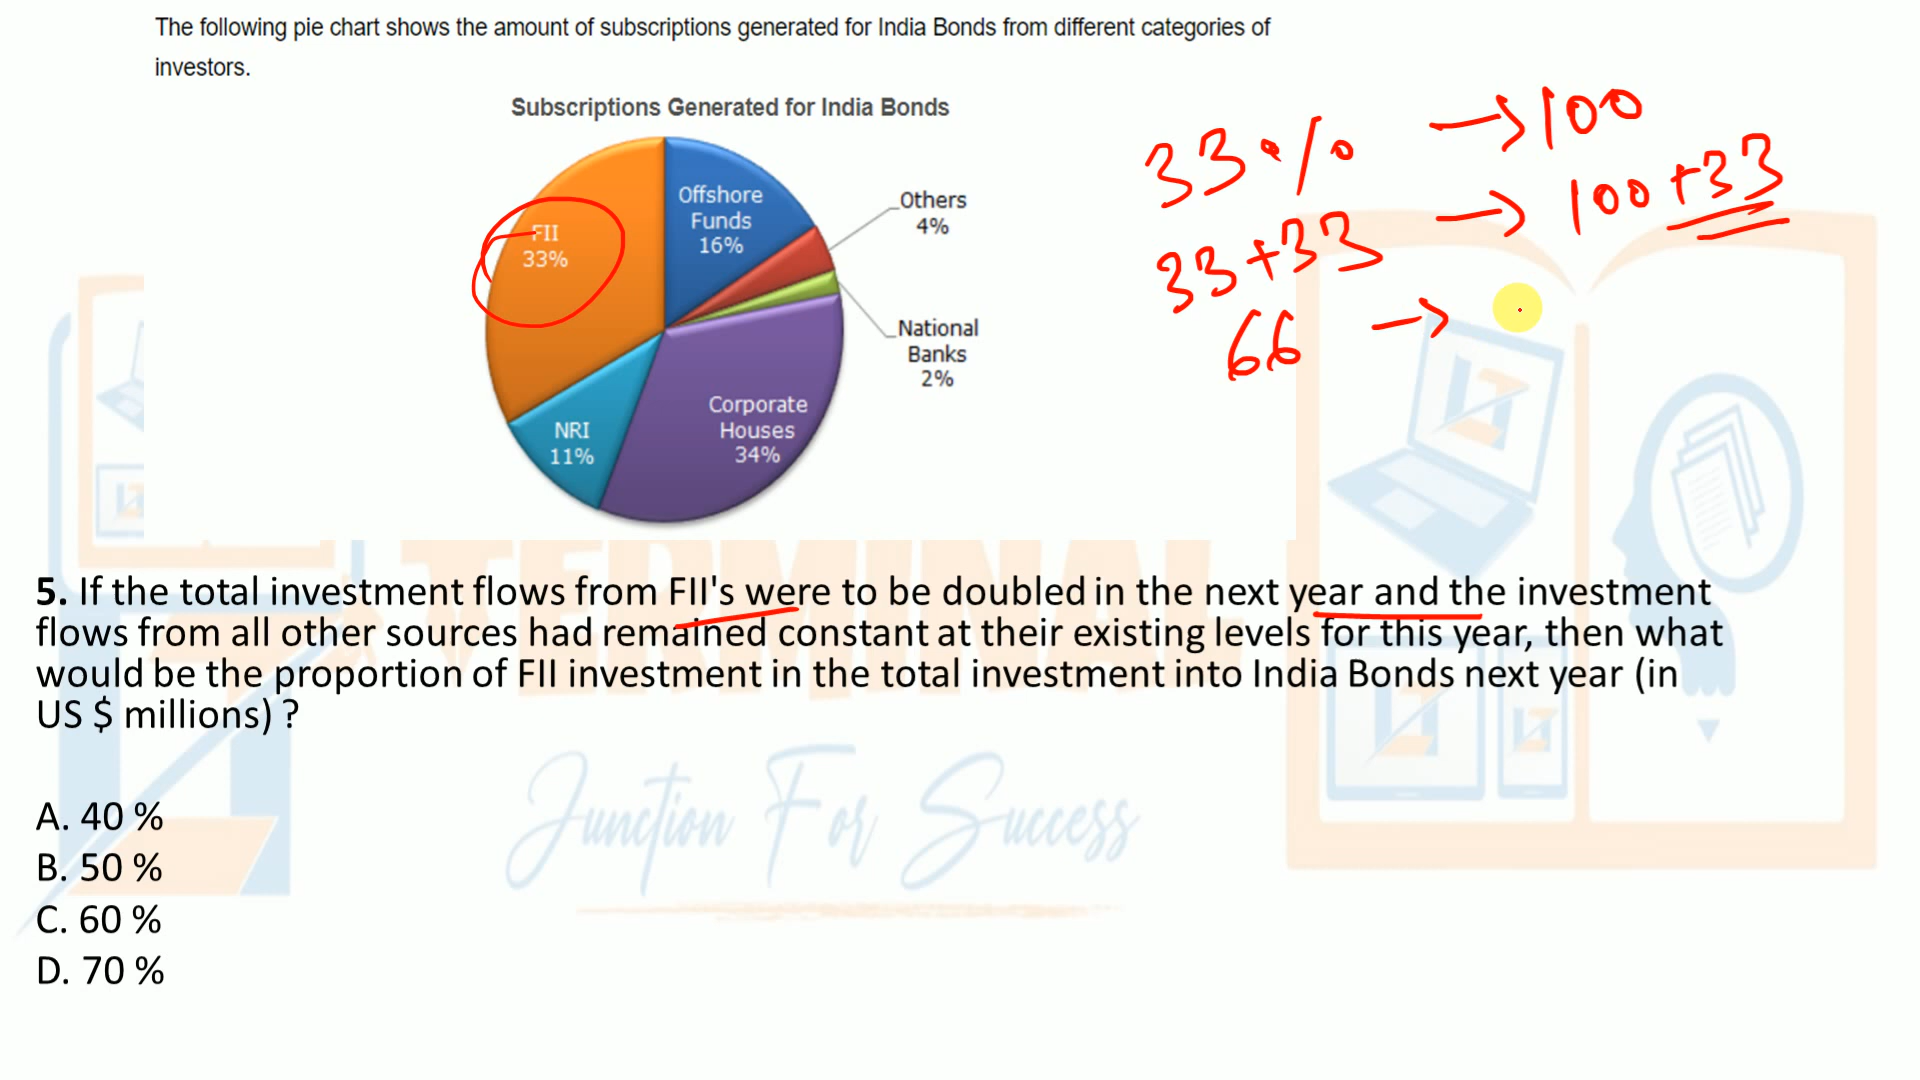 The following pie chart shows the amount of subscriptions generated for India Bonds from different categories of
investors.
Subscriptions Generated for India Bonds
33% → 100
33+33 → 100+33
66 →
FII
33%
Offshore
Funds
16%
Others
4%
National
Banks
2%
Corporate
Houses
34%
NRI
11%
TERMINAL
5. If the total investment flows from FII's were to be doubled in the next year and the investment
flows from all other sources had remained constant at their existing levels for this year, then what
would be the proportion of FII investment in the total investment into India Bonds next year (in
US $ millions) ?
Junction For Success
A. 40 %
B. 50 %
C. 60 %
D. 70 %